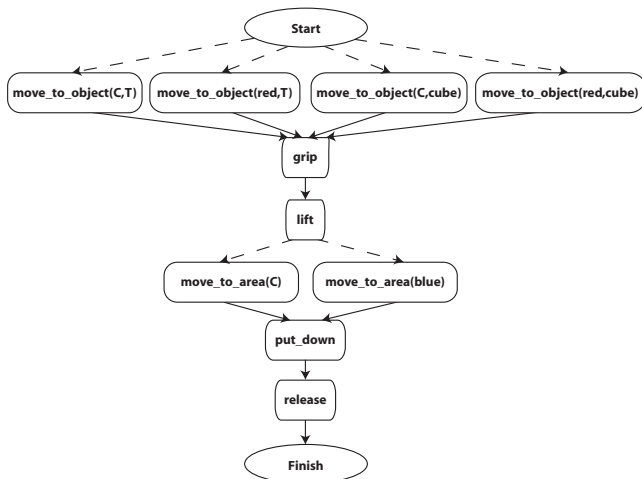 Start
move_to_object(C,T)
move_to_object(red,T)
move_to_object(C,cube)
move_to_object(red,cube)
grip
lift
move_to_area(C)
move_to_area(blue)
put_down
release
Finish